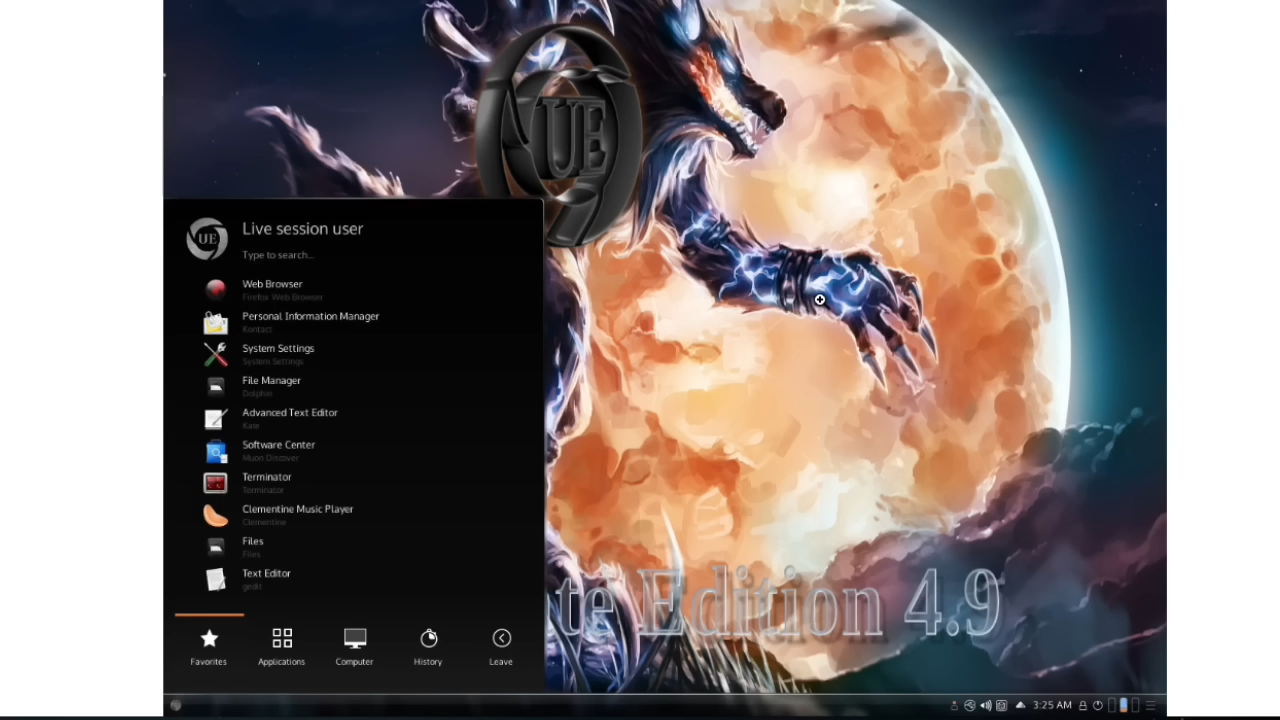 UE
UE
Live session user
Type to search...
Web Browser
Firefox Web Browser
Personal Information Manager
Kontact
System Settings
System Settings
File Manager
Dolphin
Advanced Text Editor
Kate
Software Center
Muon Discover
Terminator
Terminator
Clementine Music Player
Clementine
Files
Files
Text Editor
gedit
te Edition 4.9
Favorites
Applications
Computer
History
Leave
3:25 AM